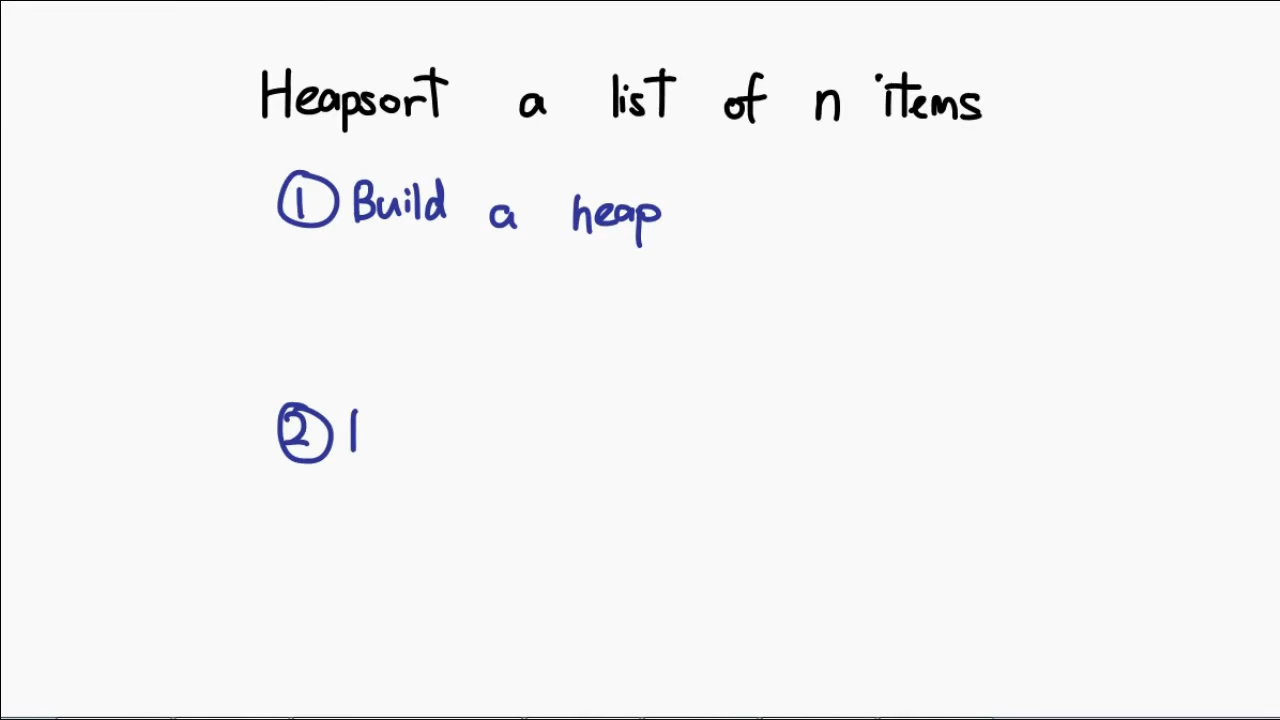 Heapsort a list of n items
① Build a heap
②